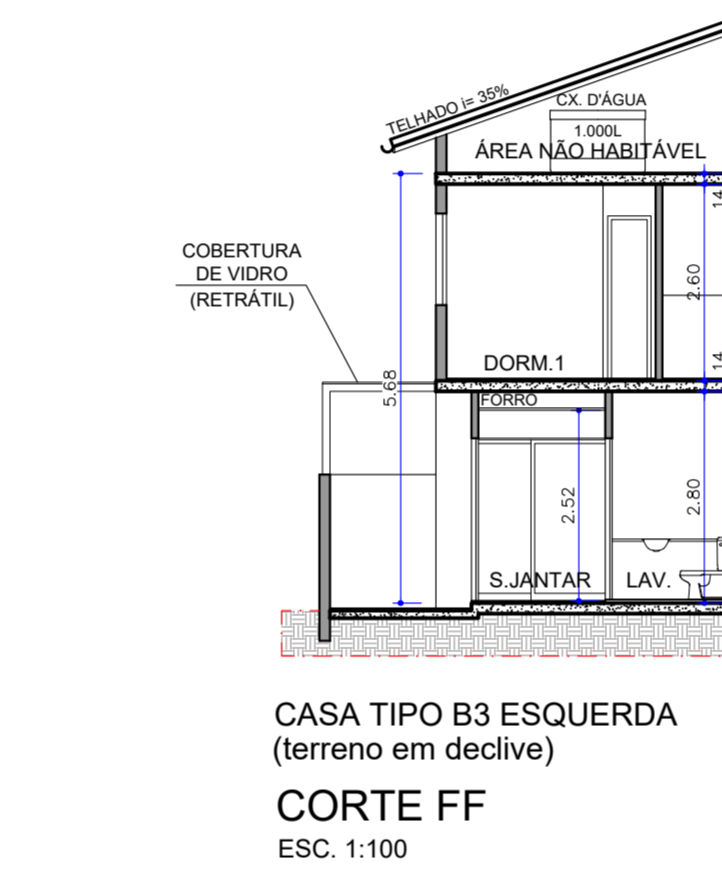 TELHADO i= 35%
CX. D'ÁGUA
1.000L
ÁREA NÃO HABITÁVEL
14
COBERTURA
DE VIDRO
(RETRÁTIL)
2.60
DORM.1
14
5.68
FORRO
2.52
2.80
S.JANTAR
LAV.
CASA TIPO B3 ESQUERDA
(terreno em declive)
CORTE FF
ESC. 1:100